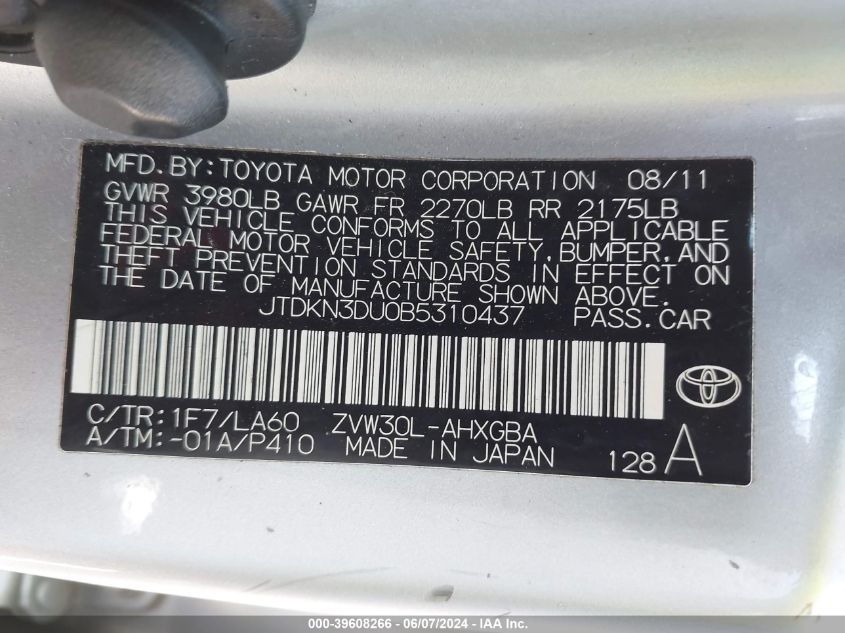 MFD.BY:TOYOTA MOTOR CORPORATION 08/11
GVWR 3980LB GAWR FR 2270LB RR 2175LB
THIS VEHICLE CONFORMS TO ALL APPLICABLE
FEDERAL MOTOR VEHICLE SAFETY,BUMPER,AND
THEFT PREVENTION STANDARDS IN EFFECT ON
THE DATE OF MANUFACTURE SHOWN ABOVE.
JTDKN3DU0B5310437 PASS.CAR
C/TR:1F7/LA60 ZVW30L-AHXGBA
A/TM:-01A/P410 MADE IN JAPAN 128 A
000-39608266 - 06/07/2024 - IAA Inc.